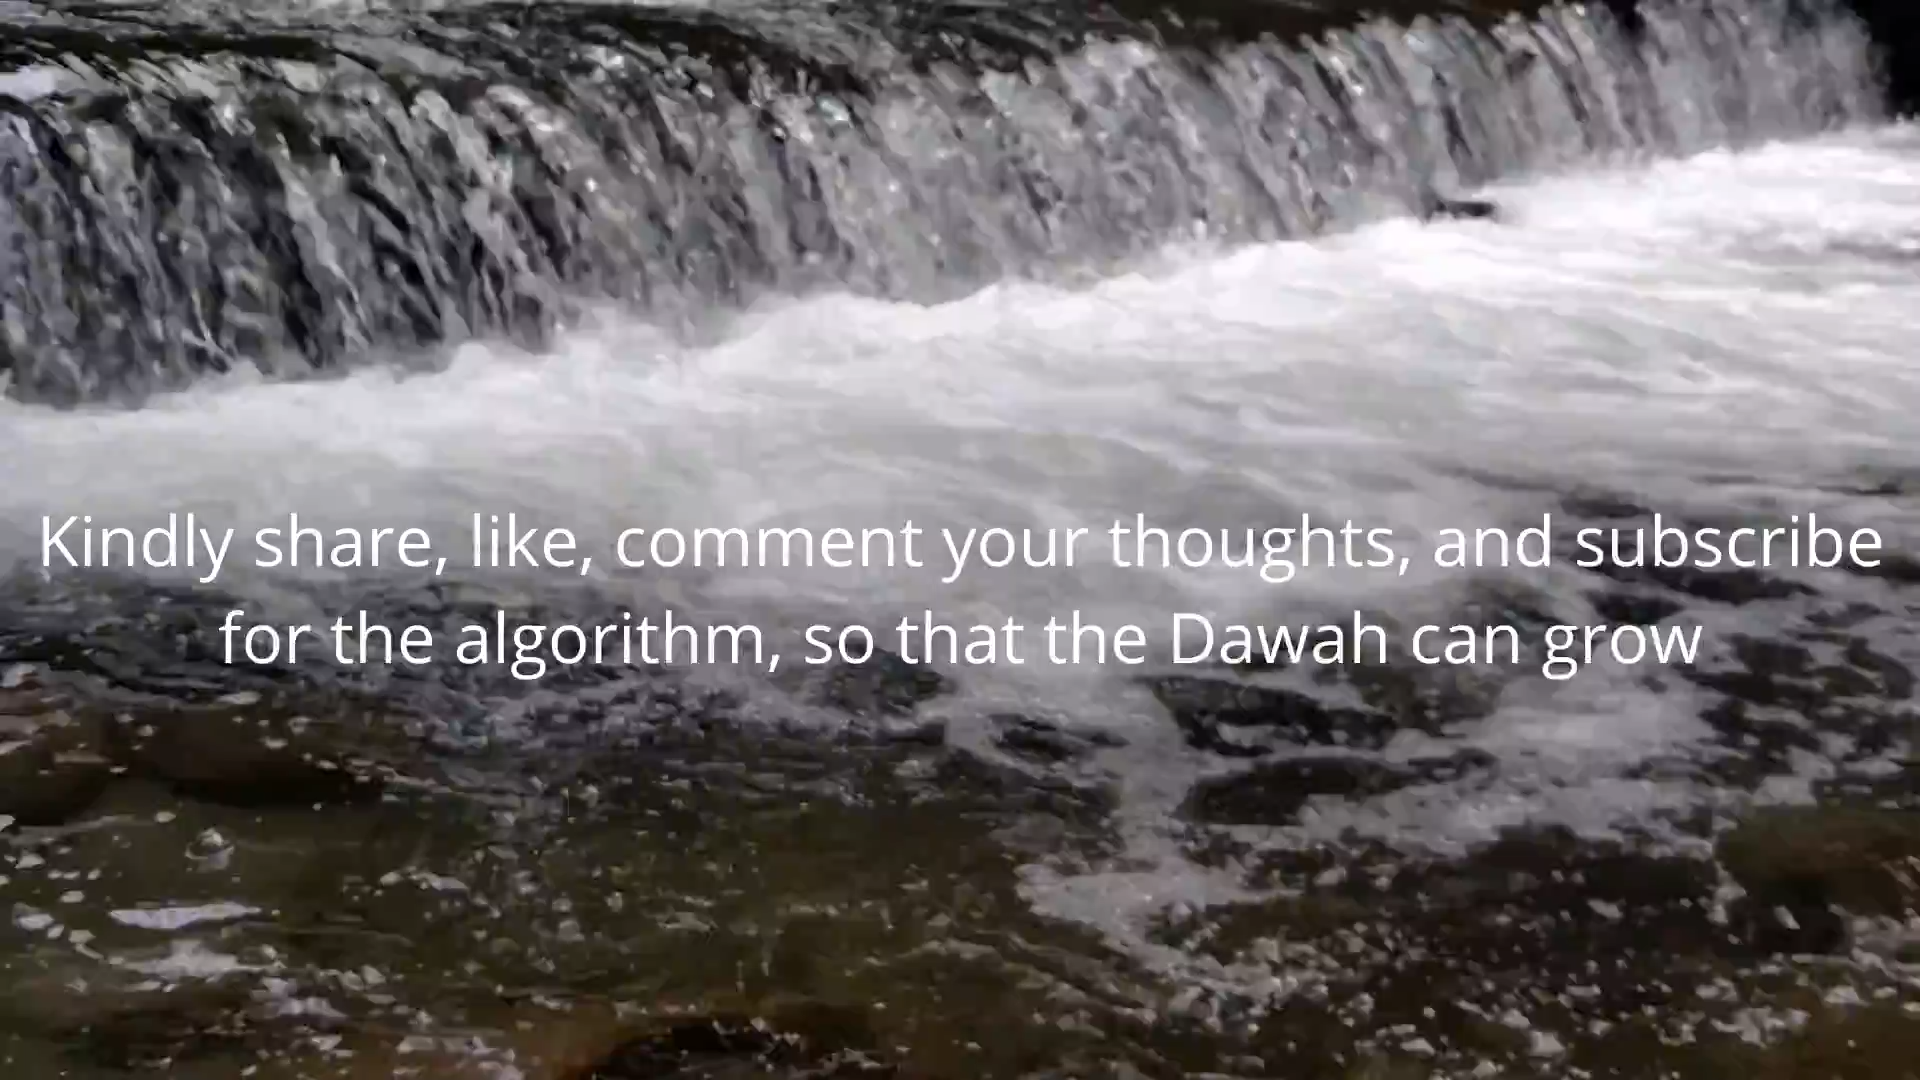 Kindly share, like, comment your thoughts, and subscribe
for the algorithm, so that the Dawah can grow